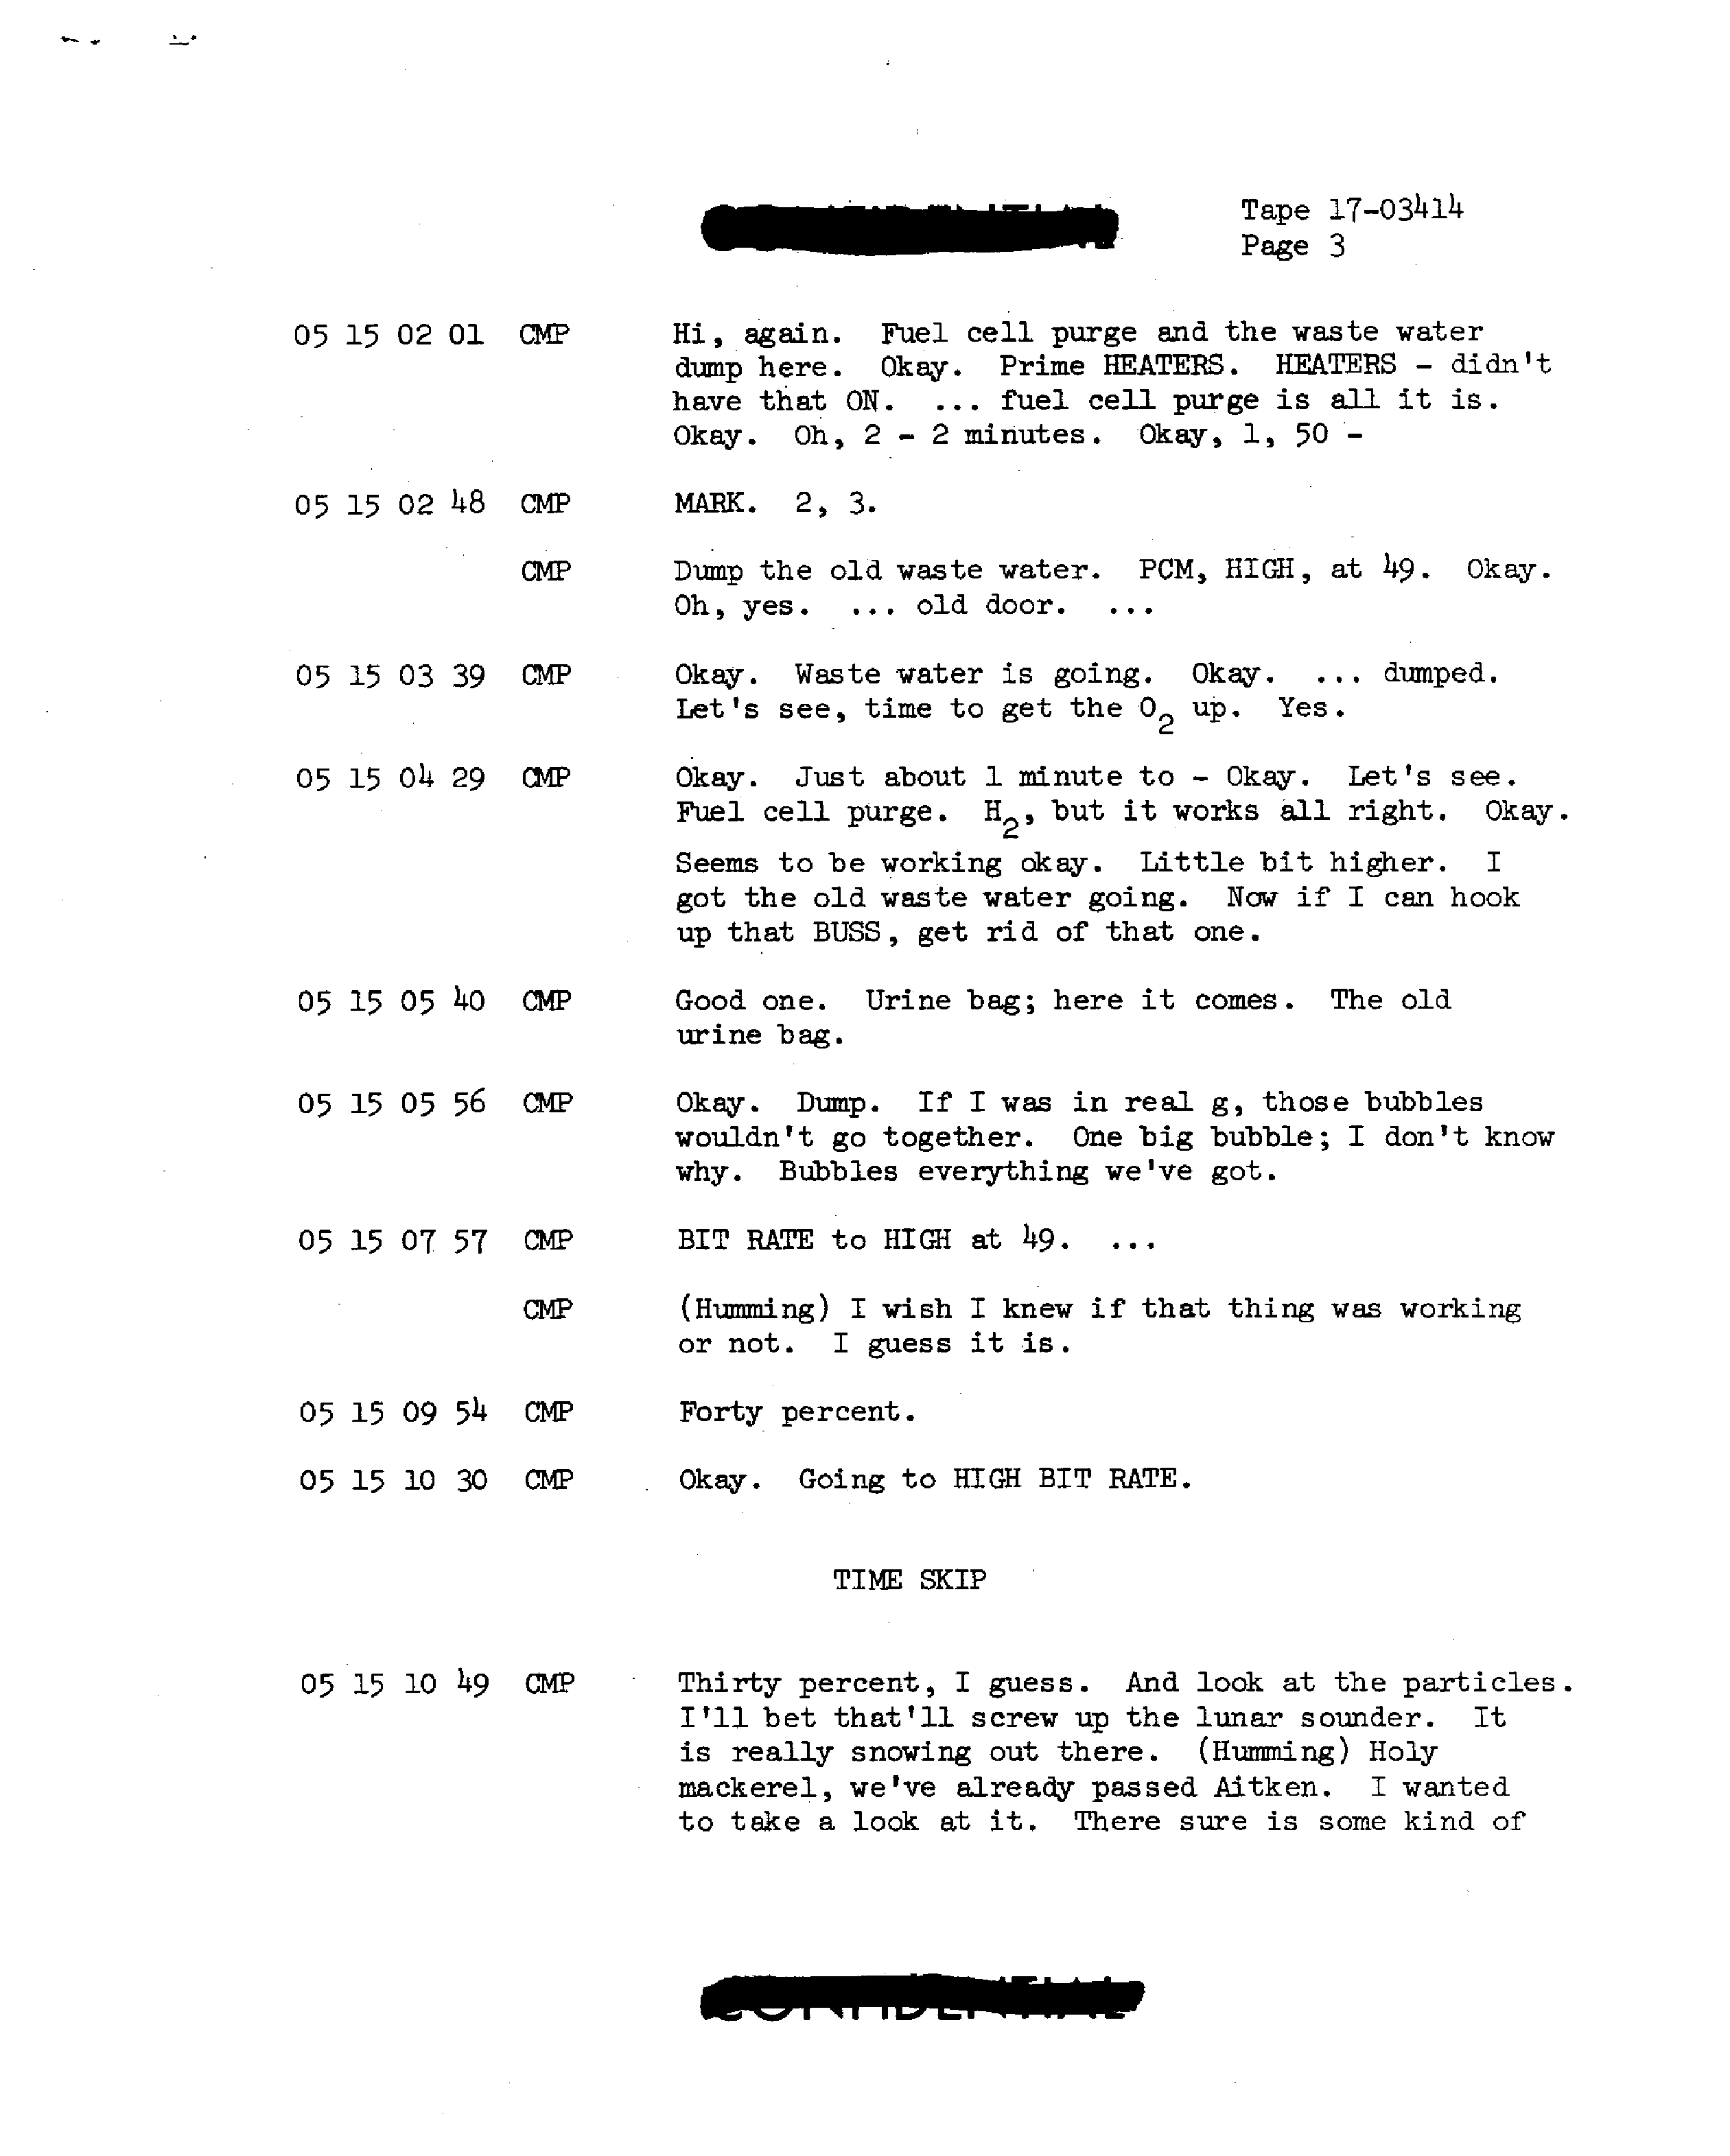 Tape 17-03414
Page 3
05 15 02 01 CMP Hi, again. Fuel cell purge and the waste water
dump here. Okay. Prime HEATERS. HEATERS - didn't
have that ON. ... fuel cell purge is all it is.
Okay. Oh, 2 - 2 minutes. Okay, 1, 50 -
05 15 02 48 CMP MARK. 2, 3.
CMP Dump the old waste water. PCM, HIGH, at 49. Okay.
Oh, yes. ... old door. ...
05 15 03 39 CMP Okay. Waste water is going. Okay. ... dumped.
Let's see, time to get the O2 up. Yes.
05 15 04 29 CMP Okay. Just about 1 minute to - Okay. Let's see.
Fuel cell purge. H2, but it works all right. Okay.
Seems to be working okay. Little bit higher. I
got the old waste water going. Now if I can hook
up that BUSS, get rid of that one.
05 15 05 40 CMP Good one. Urine bag; here it comes. The old
urine bag.
05 15 05 56 CMP Okay. Dump. If I was in real g, those bubbles
wouldn't go together. One big bubble; I don't know
why. Bubbles everything we've got.
05 15 07 57 CMP BIT RATE to HIGH at 49. ...
CMP (Humming) I wish I knew if that thing was working
or not. I guess it is.
05 15 09 54 CMP Forty percent.
05 15 10 30 CMP Okay. Going to HIGH BIT RATE.
TIME SKIP
05 15 10 49 CMP Thirty percent, I guess. And look at the particles.
I'll bet that'll screw up the lunar sounder. It
is really snowing out there. (Humming) Holy
mackerel, we've already passed Aitken. I wanted
to take a look at it. There sure is some kind of
CONFIDENTIAL